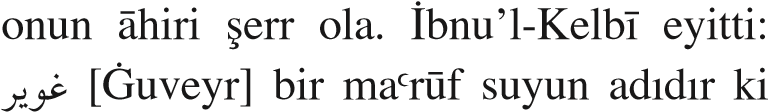 onun āhiri şerr ola. İbnu’l-Kelbī eyitti:
غوير [Ġuveyr] bir maʿrūf suyun adıdır ki